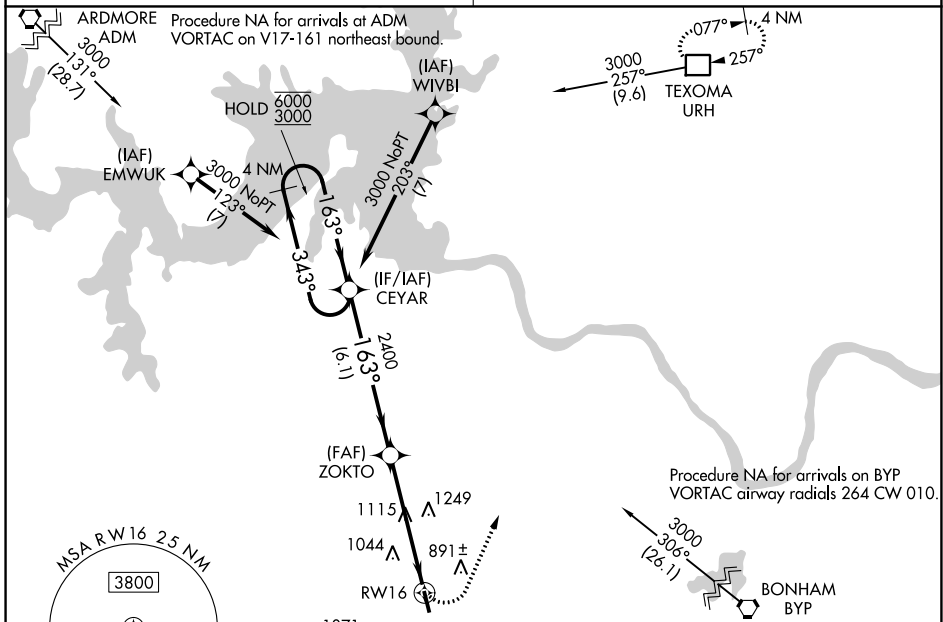 ARDMORE
ADM
Procedure NA for arrivals at ADM
VORTAC on V17-161 northeast bound.
3000
131°
(28.7)
077°
4 NM
257°
3000
257°
(9.6)
TEXOMA
URH
(IAF)
WIVBI
HOLD 6000
3000
3000 NoPT
203°
(7)
(IAF)
EMWUK
3000 NoPT
123°
(7)
4 NM
163°
343°
(IF/IAF)
CEYAR
2400
163°
(6.1)
(FAF)
ZOKTO
Procedure NA for arrivals on BYP
VORTAC airway radials 264 CW 010.
1115
1249
1044
891±
RW16
3000
306°
(26.1)
BONHAM
BYP
MSA RW16 25 NM
3800